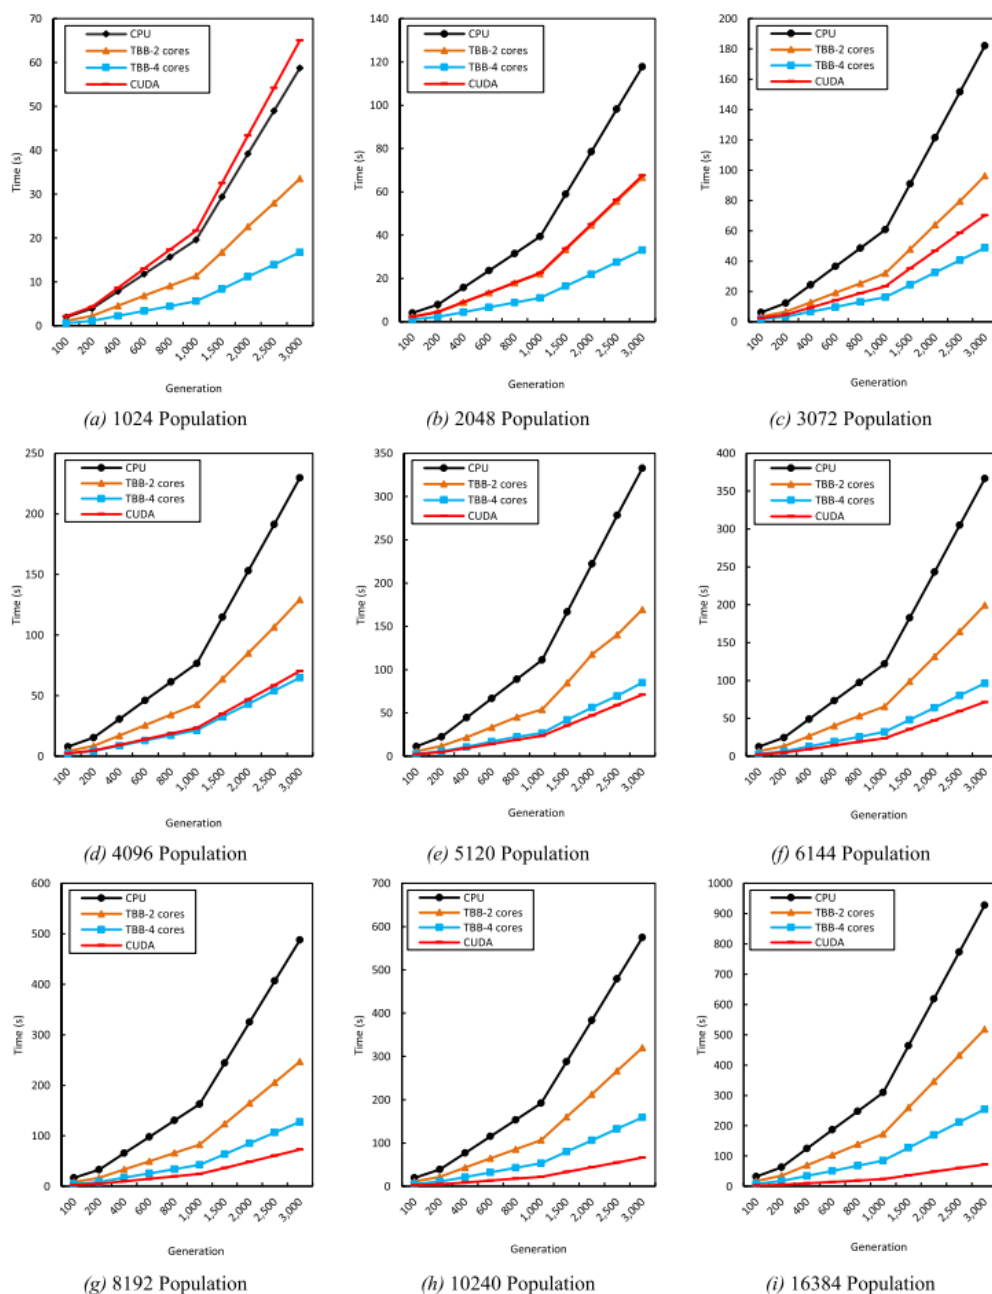 70
60
50
40
30
20
10
0
Time (s)
CPU
TBB-2 cores
TBB-4 cores
CUDA
100
200
400
600
800
1,000
1,500
2,000
2,500
3,000
Generation
(a) 1024 Population
140
120
100
80
60
40
20
0
Time (s)
CPU
TBB-2 cores
TBB-4 cores
CUDA
100
200
400
600
800
1,000
1,500
2,000
2,500
3,000
Generation
(b) 2048 Population
200
180
160
140
120
100
80
60
40
20
0
Time (s)
CPU
TBB-2 cores
TBB-4 cores
CUDA
100
200
400
600
800
1,000
1,500
2,000
2,500
3,000
Generation
(c) 3072 Population
250
200
150
100
50
0
Time (s)
CPU
TBB-2 cores
TBB-4 cores
CUDA
100
200
400
600
800
1,000
1,500
2,000
2,500
3,000
Generation
(d) 4096 Population
350
300
250
200
150
100
50
0
Time (s)
CPU
TBB-2 cores
TBB-4 cores
CUDA
100
200
400
600
800
1,000
1,500
2,000
2,500
3,000
Generation
(e) 5120 Population
400
350
300
250
200
150
100
50
0
Time (s)
CPU
TBB-2 cores
TBB-4 cores
CUDA
100
200
400
600
800
1,000
1,500
2,000
2,500
3,000
Generation
(f) 6144 Population
600
500
400
300
200
100
0
Time (s)
CPU
TBB-2 cores
TBB-4 cores
CUDA
100
200
400
600
800
1,000
1,500
2,000
2,500
3,000
Generation
(g) 8192 Population
700
600
500
400
300
200
100
0
Time (s)
CPU
TBB-2 cores
TBB-4 cores
CUDA
100
200
400
600
800
1,000
1,500
2,000
2,500
3,000
Generation
(h) 10240 Population
1000
900
800
700
600
500
400
300
200
100
0
Time (s)
CPU
TBB-2 cores
TBB-4 cores
CUDA
100
200
400
600
800
1,000
1,500
2,000
2,500
3,000
Generation
(i) 16384 Population